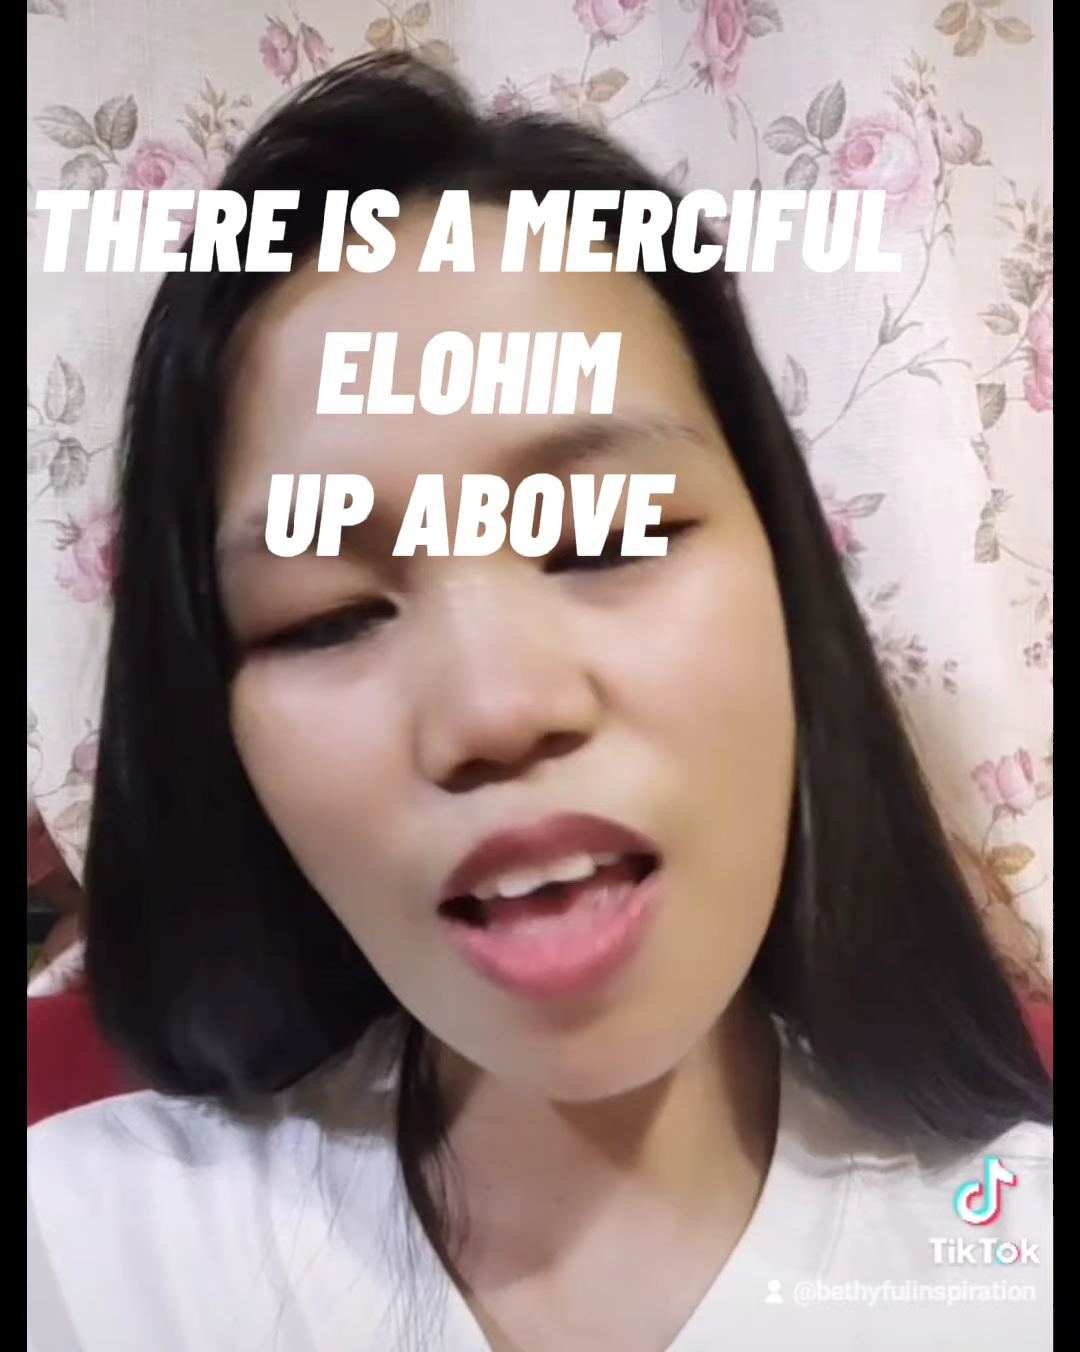 THERE IS A MERCIFUL
ELOHIM
UP ABOVE
TikTok
@bethyfulinspiration